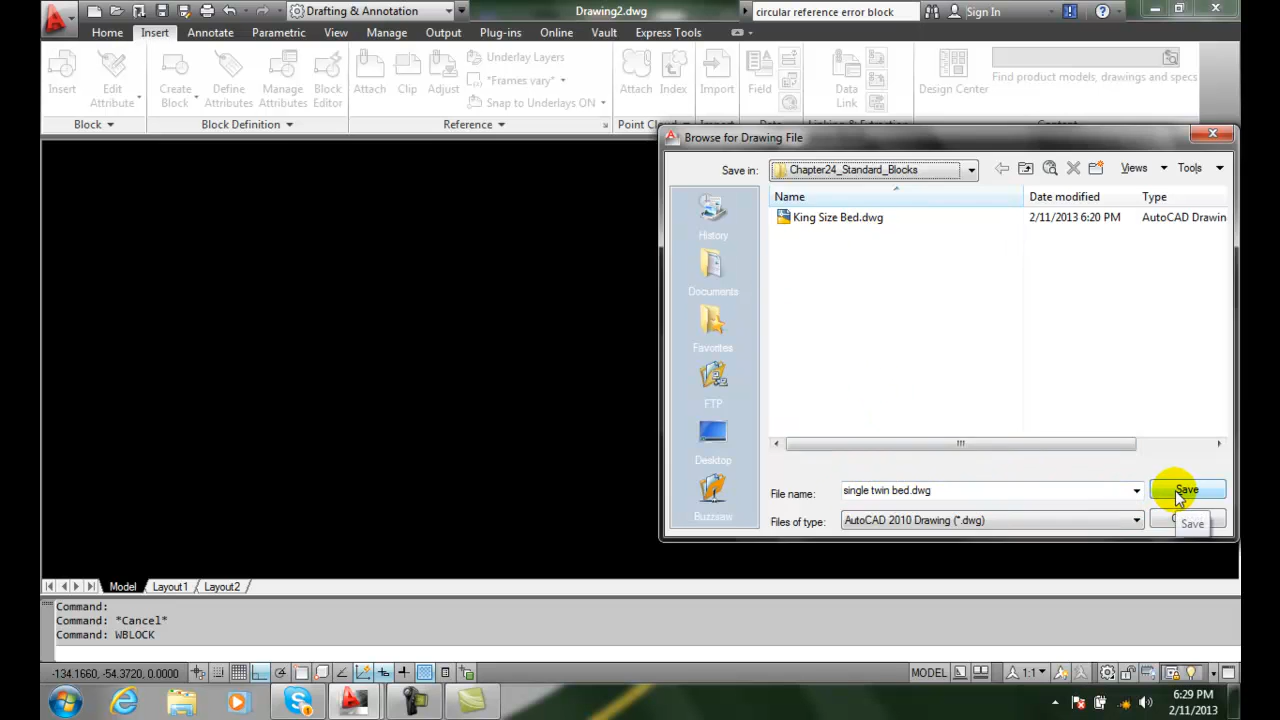 Drafting & Annotation
Drawing2.dwg
circular reference error block
Sign In
Home Insert Annotate Parametric View Manage Output Plug-ins Online Vault Express Tools
Insert
Edit Attribute
Create Block
Define Attributes
Manage Attributes
Block Editor
Attach
Clip
Adjust
Underlay Layers
*Frames vary*
Snap to Underlays ON
Attach
Index
Import
Field
Data Link
Design Center
Find product models, drawings and specs
Block
Block Definition
Reference
Browse for Drawing File
Save in:
Chapter24_Standard_Blocks
Views
Tools
Name
Date modified
Type
King Size Bed.dwg
2/11/2013 6:20 PM
AutoCAD Drawin
History
Documents
Favorites
FTP
Desktop
Buzzsaw
File name:
single twin bed.dwg
Save
Files of type:
AutoCAD 2010 Drawing (*.dwg)
Save
Model Layout1 Layout2
Command:
Command: *Cancel*
Command: WBLOCK
-134.1660, -54.3720, 0.0000
MODEL
1:1
6:29 PM
2/11/2013